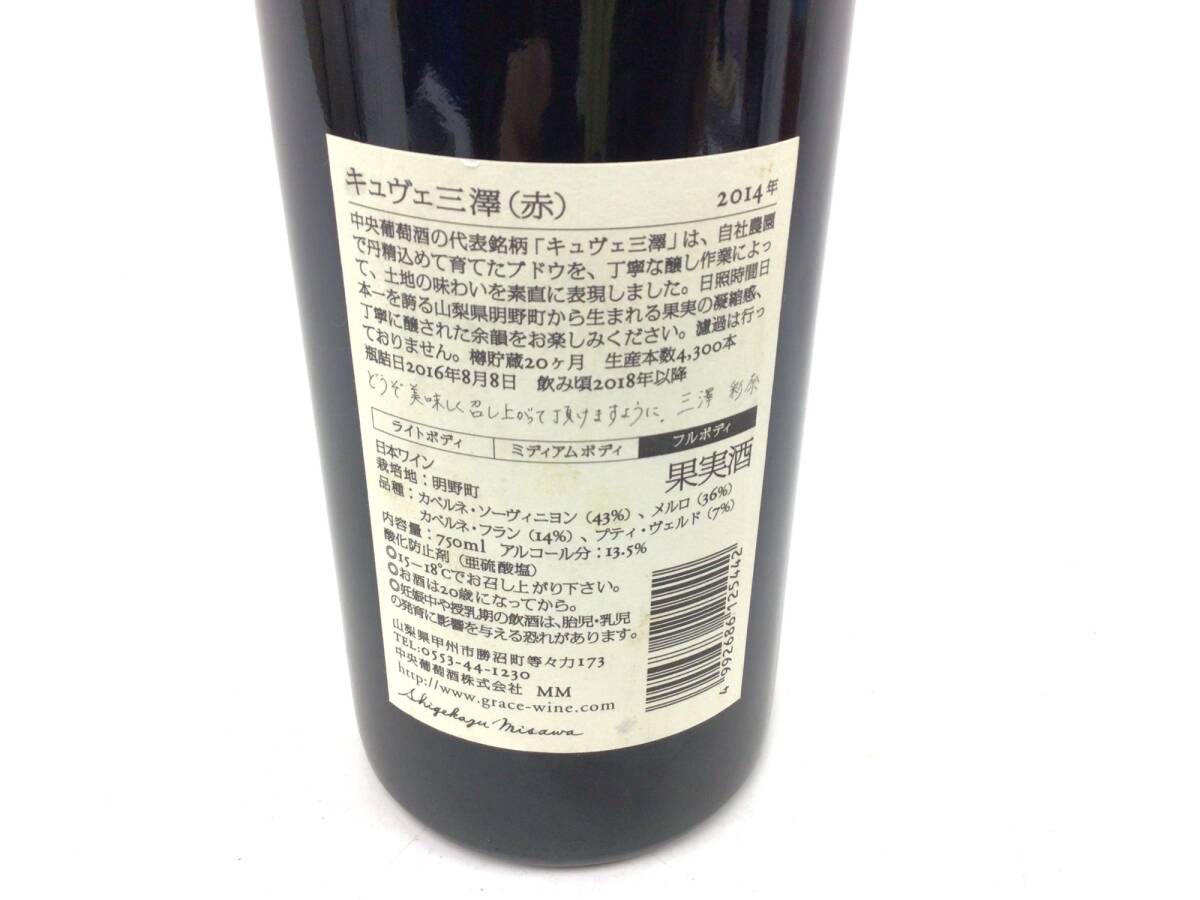 キュヴェ三澤（赤） 2014年
中央葡萄酒の代表銘柄「キュヴェ三澤」は、自社農園
で丹精込めて育てたブドウを、丁寧な醸し作業によっ
て、土地の味わいを素直に表現しました。日照時間日
本一を誇る山梨県明野町から生まれる果実の凝縮感、
丁寧に醸された余韻をお楽しみください。濾過は行っ
ておりません。樽貯蔵20ヶ月 生産本数4,300本
瓶詰日2016年8月8日 飲み頃2018年以降
どうぞ美味しく召し上がって頂けますように。三澤 彩奈
ライトボディ ミディアムボディ フルボディ
果実酒
日本ワイン
栽培地：明野町
品種：カベルネ・ソーヴィニヨン（43%）、メルロ（36%）
カベルネ・フラン（14%）、プティ・ヴェルド（7%）
内容量：750ml アルコール分：13.5%
酸化防止剤（亜硫酸塩）
◎15－18℃でお召し上がり下さい。
◎お酒は20歳になってから。
◎妊娠中や授乳期の飲酒は、胎児・乳児
の発育に影響を与える恐れがあります。
山梨県甲州市勝沼町等々力173
TEL:0553-44-1230
中央葡萄酒株式会社 MM
http://www.grace-wine.com
Shigekazu Misawa
4992686125442